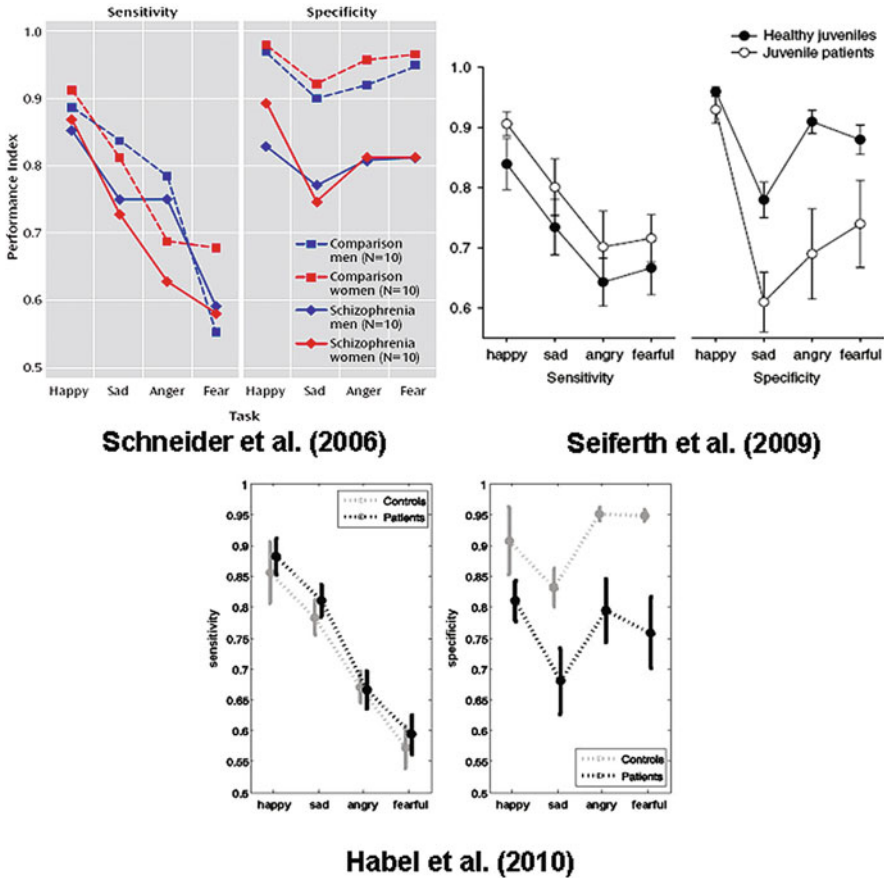 Sensitivity
Specificity
1.0
0.9
0.8
0.7
0.6
0.5
Performance Index
Comparison
men (N=10)
Comparison
women (N=10)
Schizophrenia
men (N=10)
Schizophrenia
women (N=10)
Happy Sad Anger Fear
Happy Sad Anger Fear
Task
Schneider et al. (2006)
Healthy juveniles
Juvenile patients
1.0
0.9
0.8
0.7
0.6
happy sad angry fearful
Sensitivity
happy sad angry fearful
Specificity
Seiferth et al. (2009)
1
0.95
0.9
0.85
0.8
0.75
0.7
0.65
0.6
0.55
0.5
sensitivity
Controls
Patients
happy sad angry fearful
1
0.95
0.9
0.85
0.8
0.75
0.7
0.65
0.6
0.55
0.5
specificity
Controls
Patients
happy sad angry fearful
Habel et al. (2010)